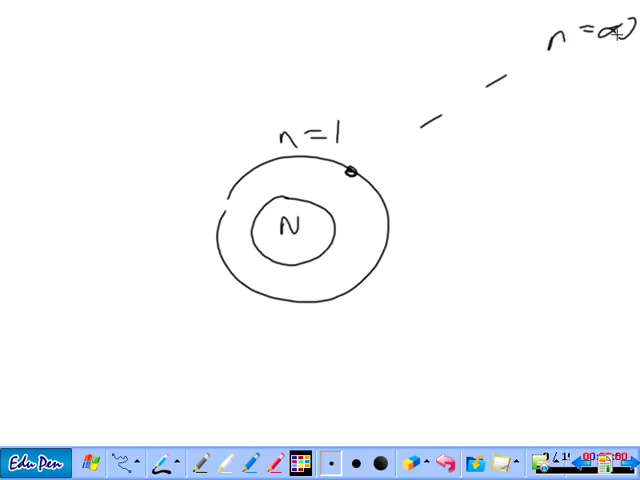 n = ∞
n = 1
N
Edu Pen